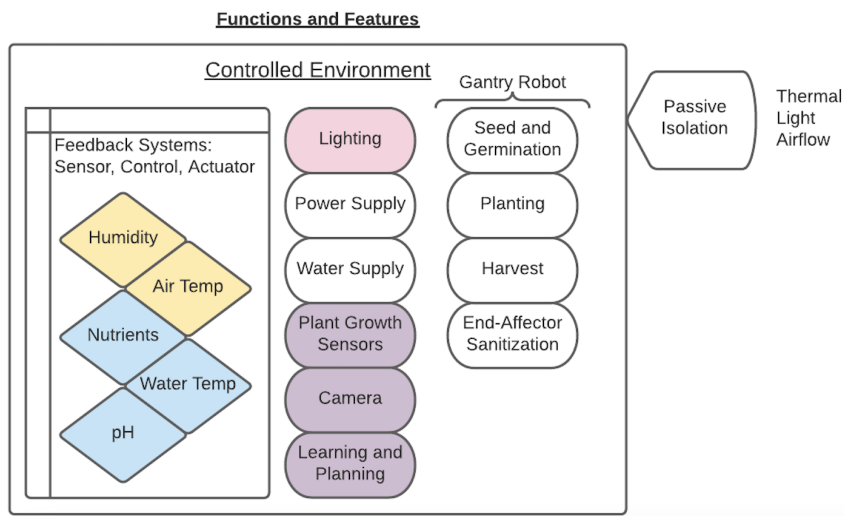 Functions and Features
Controlled Environment
Feedback Systems:
Sensor, Control, Actuator
Humidity
Air Temp
Nutrients
Water Temp
pH
Lighting
Power Supply
Water Supply
Plant Growth
Sensors
Camera
Learning and
Planning
Gantry Robot
Seed and
Germination
Planting
Harvest
End-Affector
Sanitization
Passive
Isolation
Thermal
Light
Airflow